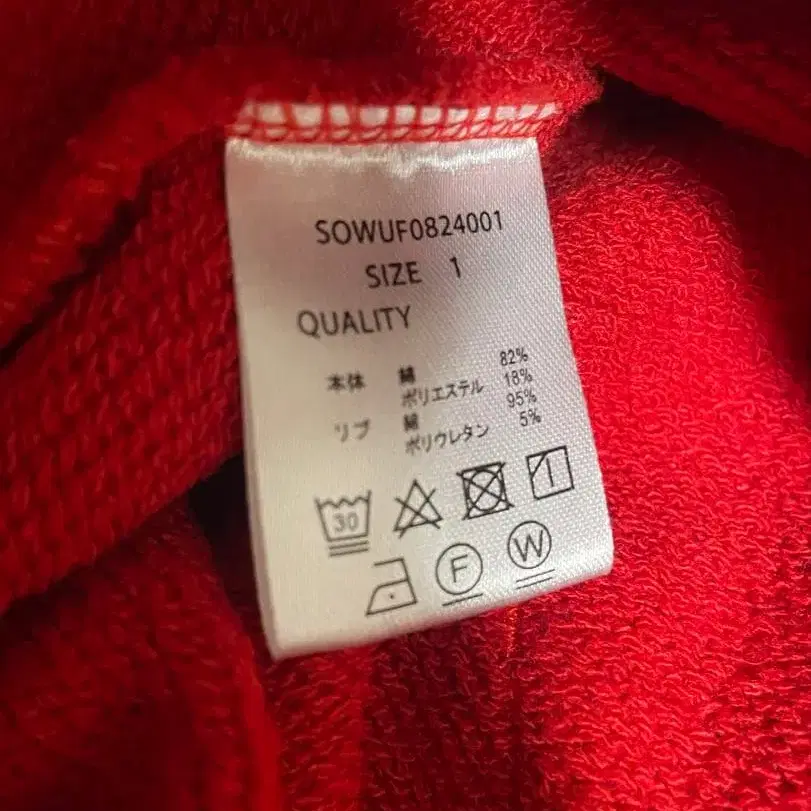 SOWUF0824001
SIZE 1
QUALITY
本体 綿 82%
ポリエステル 18%
リブ 綿 95%
ポリウレタン 5%
30
F W